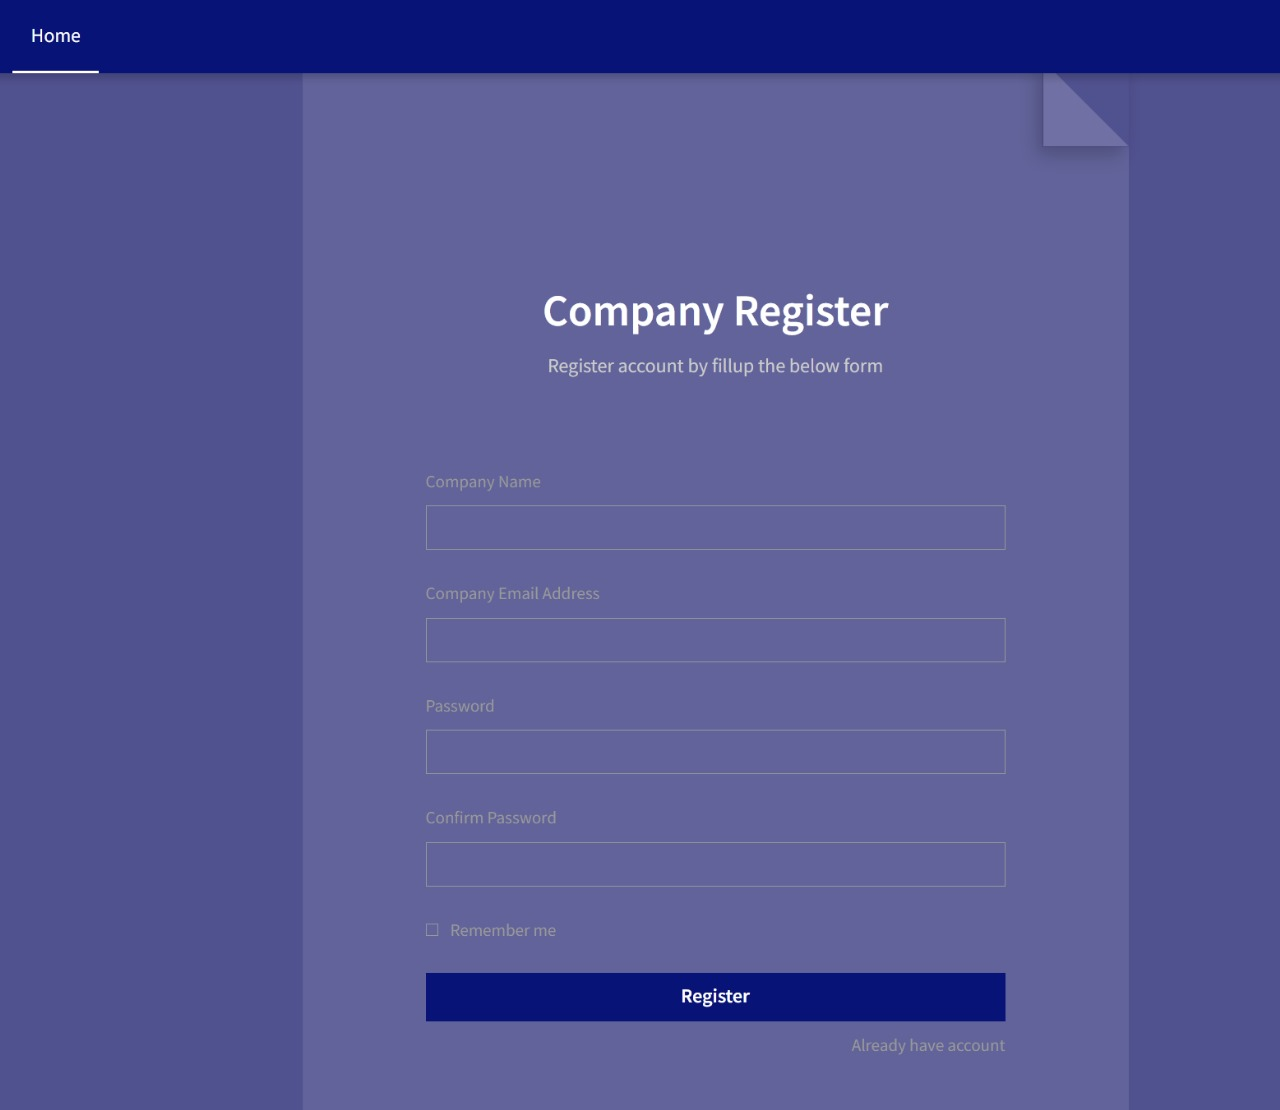 Home
Company Register
Register account by fillup the below form
Company Name
Company Email Address
Password
Confirm Password
Remember me
Register
Already have account